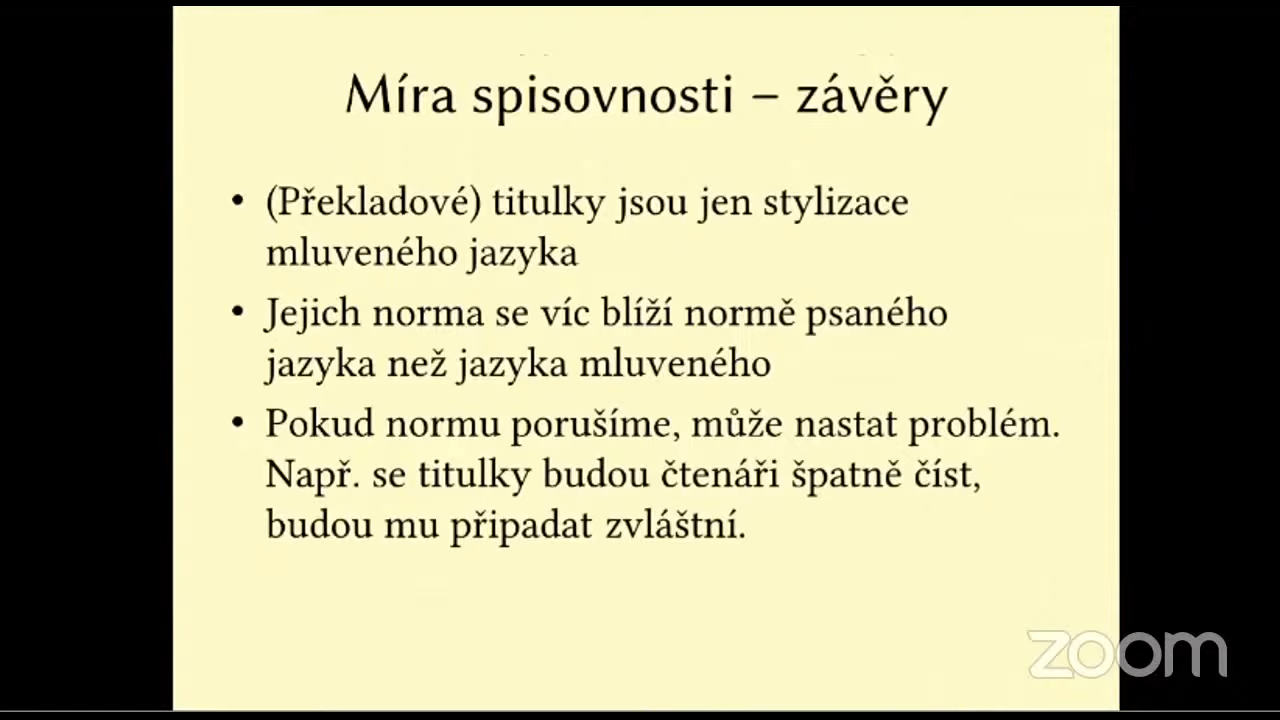 Míra spisovnosti – závěry
• (Překladové) titulky jsou jen stylizace
mluveného jazyka
• Jejich norma se víc blíží normě psaného
jazyka než jazyka mluveného
• Pokud normu porušíme, může nastat problém.
Např. se titulky budou čtenáři špatně číst,
budou mu připadat zvláštní.
zoom